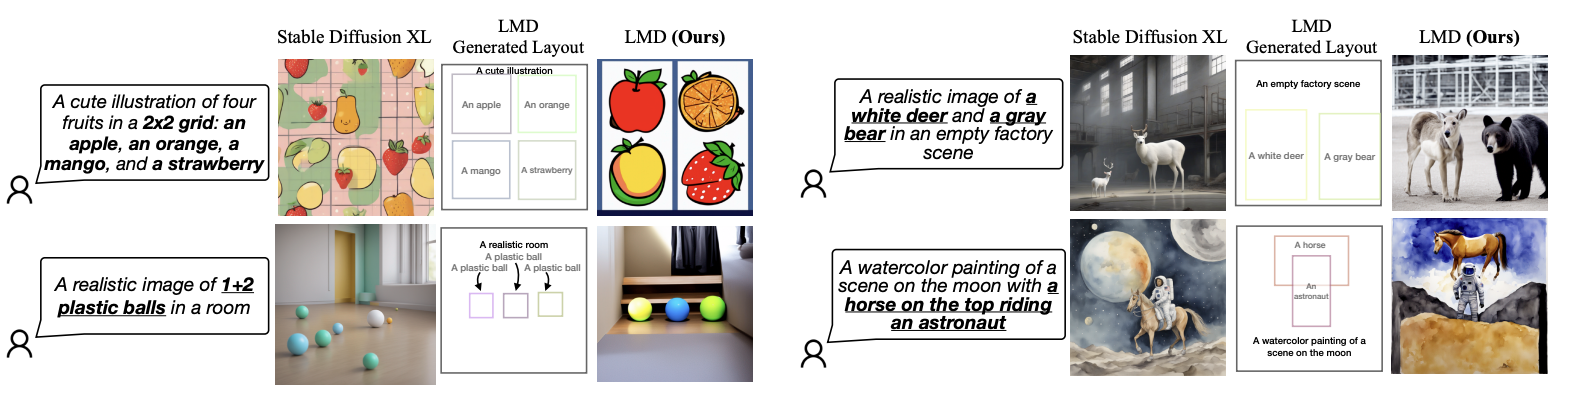 Stable Diffusion XL
LMD
Generated Layout
LMD (Ours)
A cute illustration of four
fruits in a 2x2 grid: an
apple, an orange, a
mango, and a strawberry
A cute illustration
An apple
An orange
A mango
A strawberry
A realistic image of 1+2
plastic balls in a room
A realistic room
A plastic ball
A plastic ball
A plastic ball
Stable Diffusion XL
LMD
Generated Layout
LMD (Ours)
A realistic image of a
white deer and a gray
bear in an empty factory
scene
An empty factory scene
A white deer
A gray bear
A watercolor painting of a
scene on the moon with a
horse on the top riding
an astronaut
A horse
An
astronaut
A watercolor painting of a
scene on the moon